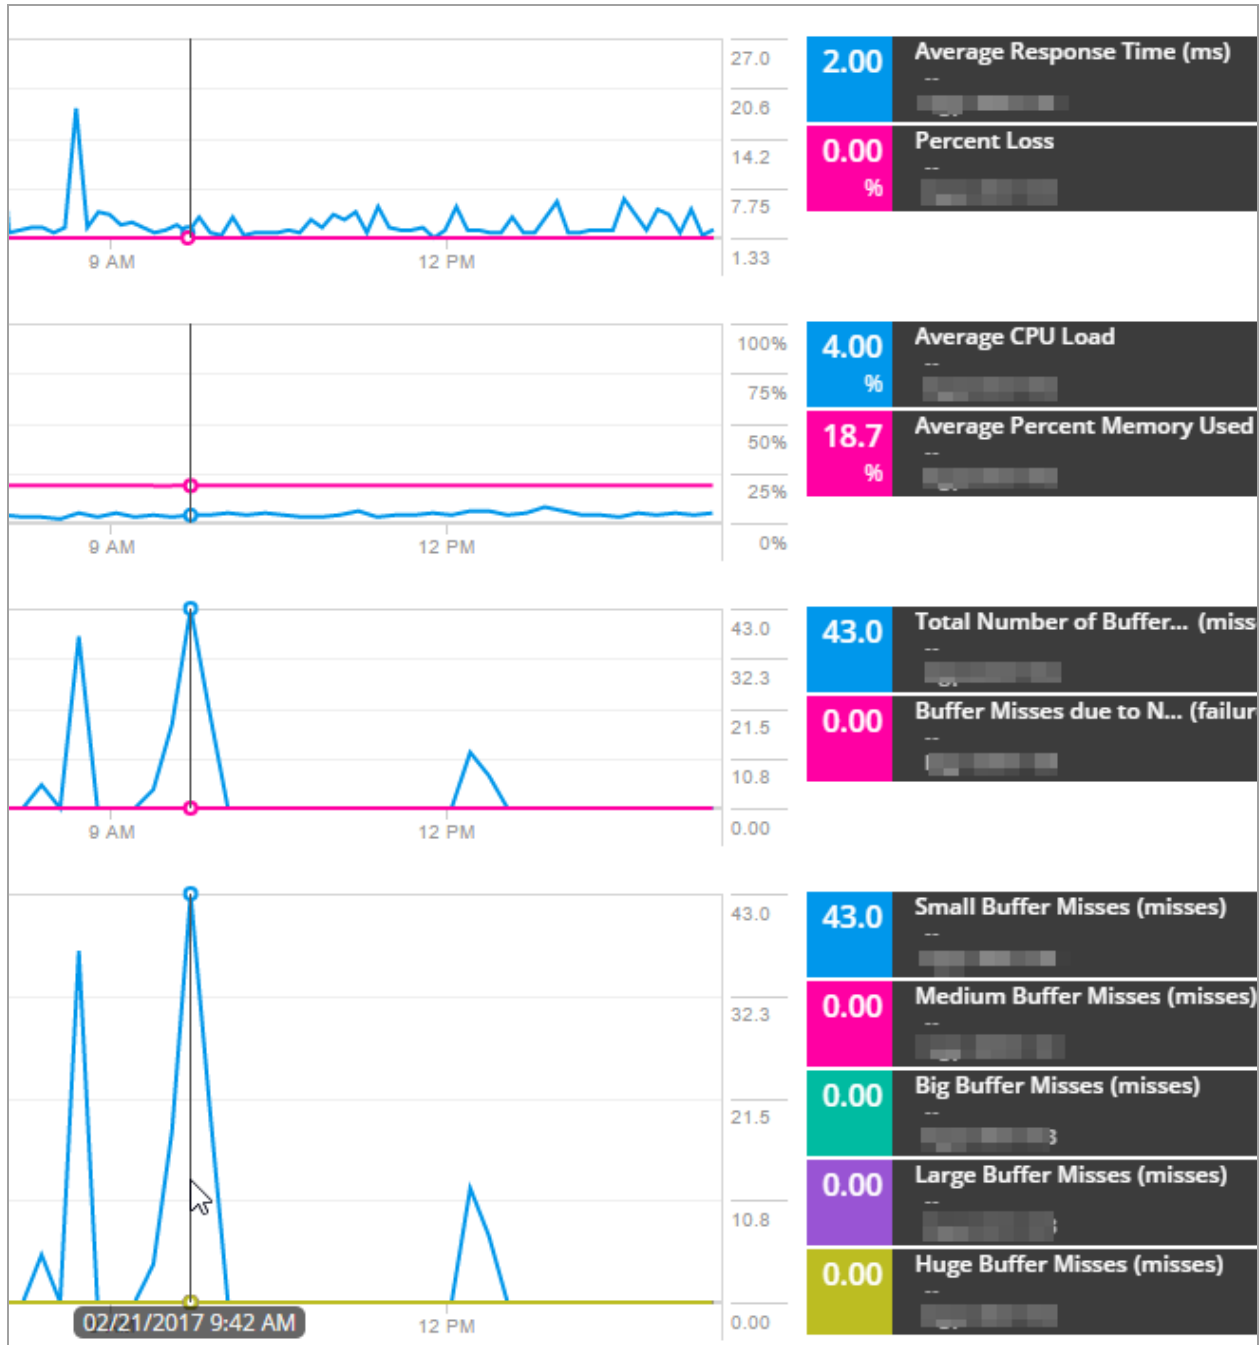 27.0
20.6
14.2
7.75
1.33
9 AM
12 PM
2.00
Average Response Time (ms)
--
0.00
%
Percent Loss
--
100%
75%
50%
25%
0%
9 AM
12 PM
4.00
%
Average CPU Load
--
18.7
%
Average Percent Memory Used
--
43.0
32.3
21.5
10.8
0.00
9 AM
12 PM
43.0
Total Number of Buffer... (miss
--
0.00
Buffer Misses due to N... (failur
--
43.0
32.3
21.5
10.8
0.00
02/21/2017 9:42 AM
12 PM
43.0
Small Buffer Misses (misses)
--
0.00
Medium Buffer Misses (misses)
--
0.00
Big Buffer Misses (misses)
--
0.00
Large Buffer Misses (misses)
--
0.00
Huge Buffer Misses (misses)
--